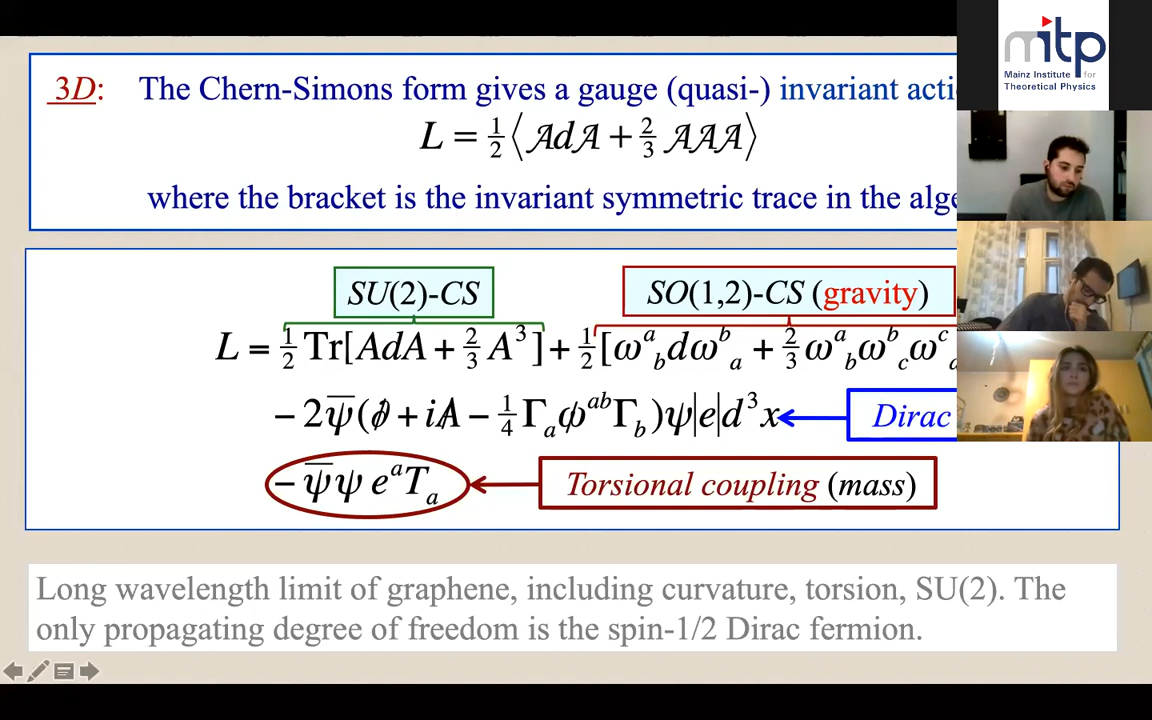 3D: The Chern-Simons form gives a gauge (quasi-) invariant acti
L = ½⟨𝒜d𝒜 + ⅔ 𝒜𝒜𝒜⟩
where the bracket is the invariant symmetric trace in the alge
SU(2)-CS SO(1,2)-CS (gravity)
L = ½ Tr[AdA + ⅔ A³] + ½[ω^a_b dω^b_a + ⅔ ω^a_b ω^b_c ω^c_a
− 2ψ̅(∂̸ + iA̸ − ¼ Γ_a ω̸^{ab} Γ_b)ψ|e|d³x Dirac
− ψ̅ψ e^a T_a Torsional coupling (mass)
Long wavelength limit of graphene, including curvature, torsion, SU(2). The
only propagating degree of freedom is the spin-1/2 Dirac fermion.
mitp
Mainz Institute for
Theoretical Physics